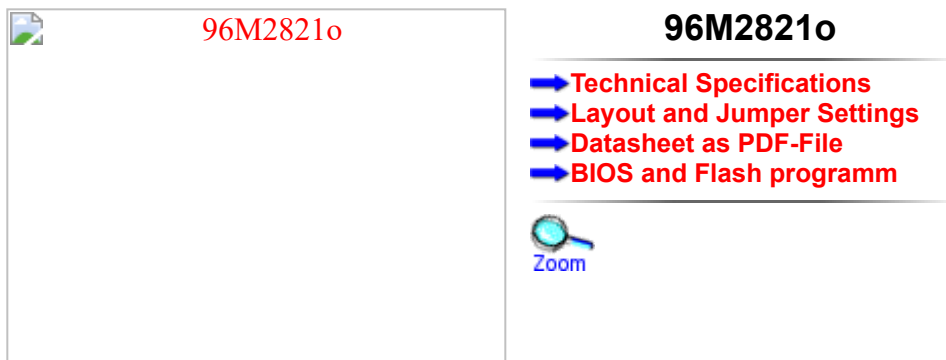 96M2821o
96M2821o
Technical Specifications
Layout and Jumper Settings
Datasheet as PDF-File
BIOS and Flash programm
Zoom